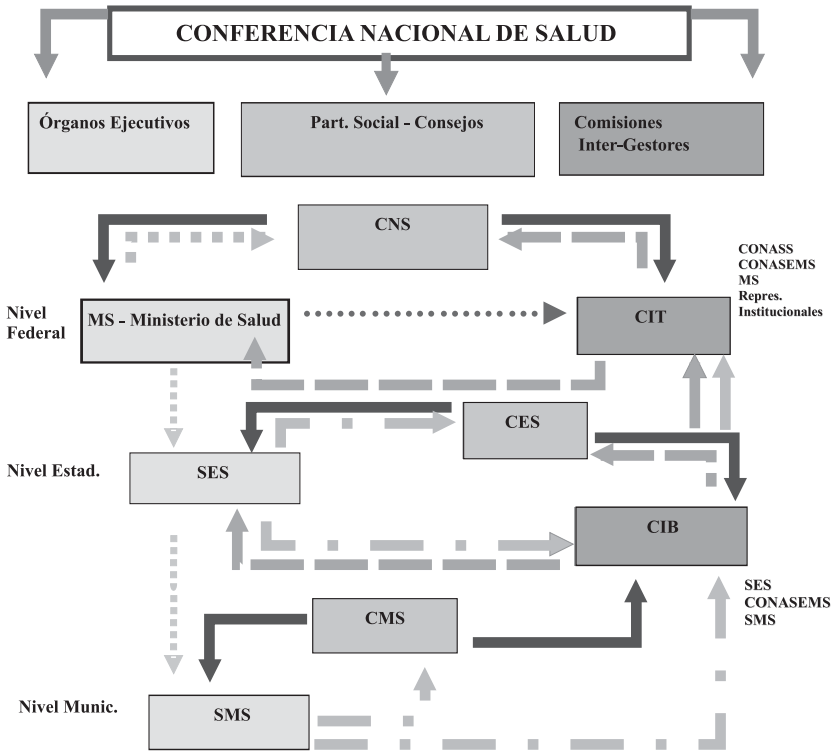 CONFERENCIA NACIONAL DE SALUD
Órganos Ejecutivos
Part. Social - Consejos
Comisiones
Inter-Gestores
CNS
CONASS
CONASEMS
MS
Repres.
Institucionales
Nivel
Federal
MS - Ministerio de Salud
CIT
CES
Nivel Estad.
SES
CIB
SES
CONASEMS
SMS
CMS
Nivel Munic.
SMS